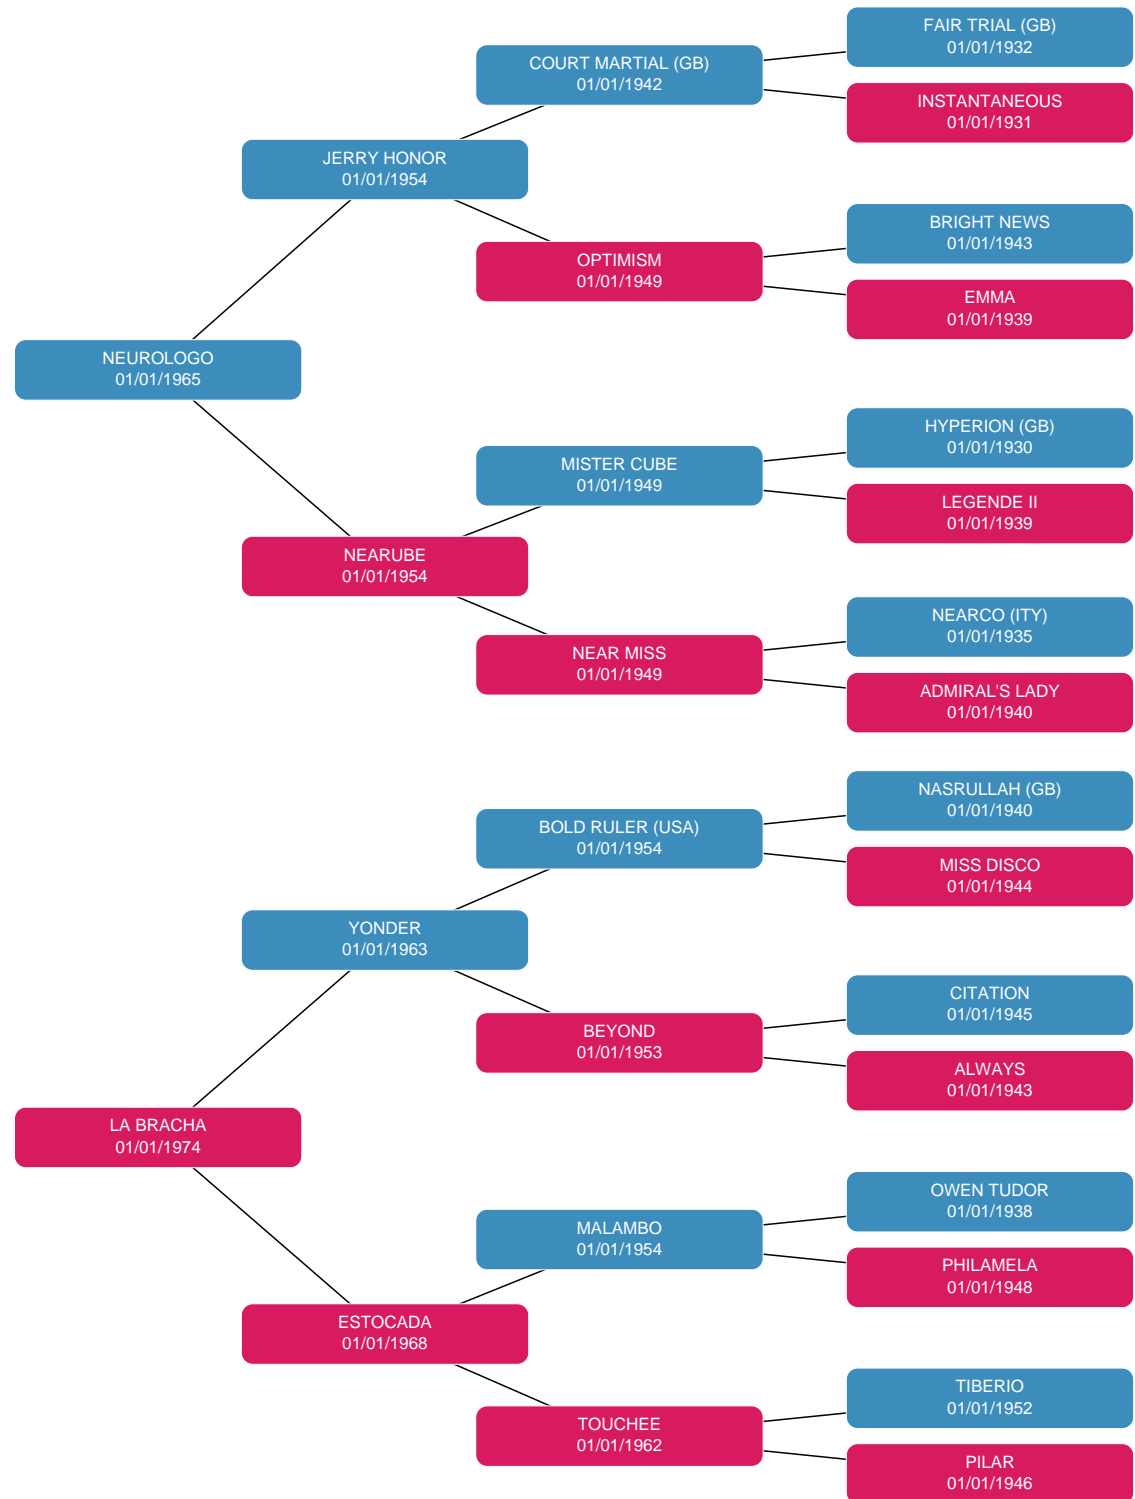 FAIR TRIAL (GB)
01/01/1932
COURT MARTIAL (GB)
01/01/1942
INSTANTANEOUS
01/01/1931
JERRY HONOR
01/01/1954
BRIGHT NEWS
01/01/1943
OPTIMISM
01/01/1949
EMMA
01/01/1939
NEUROLOGO
01/01/1965
HYPERION (GB)
01/01/1930
MISTER CUBE
01/01/1949
LEGENDE II
01/01/1939
NEARUBE
01/01/1954
NEARCO (ITY)
01/01/1935
NEAR MISS
01/01/1949
ADMIRAL'S LADY
01/01/1940
NASRULLAH (GB)
01/01/1940
BOLD RULER (USA)
01/01/1954
MISS DISCO
01/01/1944
YONDER
01/01/1963
CITATION
01/01/1945
BEYOND
01/01/1953
ALWAYS
01/01/1943
LA BRACHA
01/01/1974
OWEN TUDOR
01/01/1938
MALAMBO
01/01/1954
PHILAMELA
01/01/1948
ESTOCADA
01/01/1968
TIBERIO
01/01/1952
TOUCHEE
01/01/1962
PILAR
01/01/1946